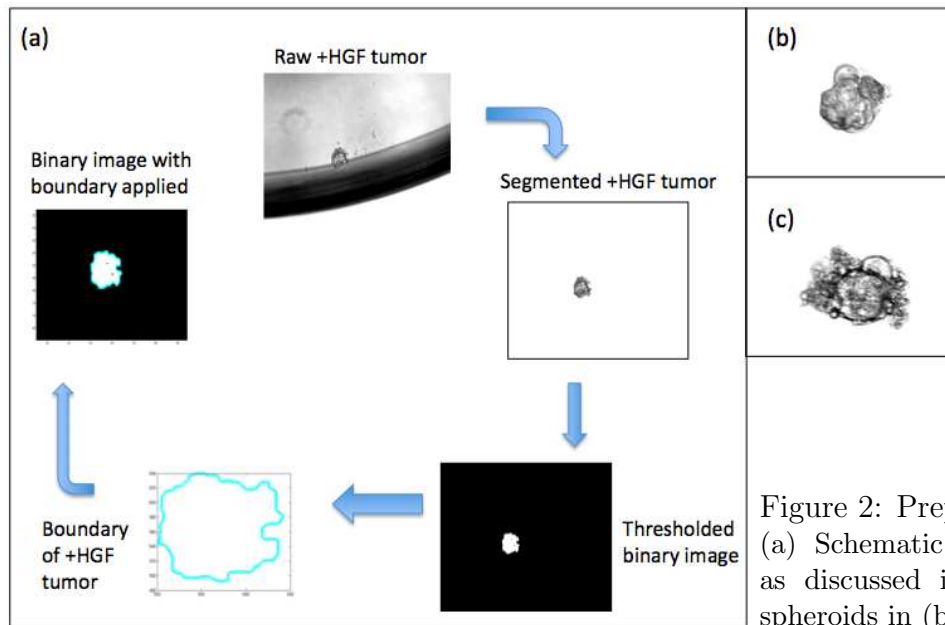 (a)
Raw +HGF tumor
Binary image with
boundary applied
Segmented +HGF tumor
Boundary
of +HGF
tumor
Thresholded
binary image
(b)
(c)
Figure 2: Prep
(a) Schematic
as discussed i
spheroids in (b